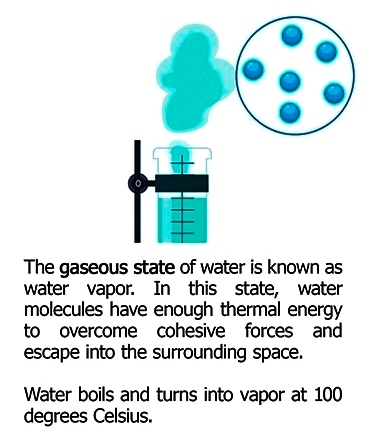 The gaseous state of water is known as
water vapor. In this state, water
molecules have enough thermal energy
to overcome cohesive forces and
escape into the surrounding space.
Water boils and turns into vapor at 100
degrees Celsius.